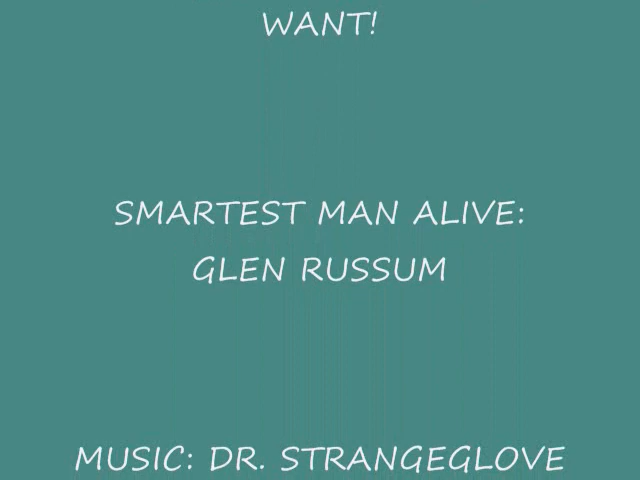 WANT!
SMARTEST MAN ALIVE:
GLEN RUSSUM
MUSIC: DR. STRANGEGLOVE